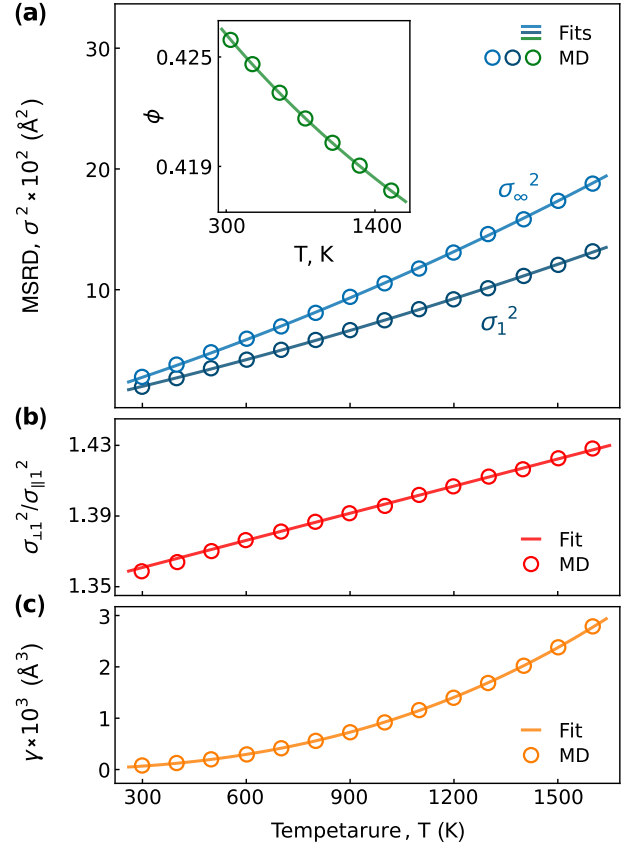 (a)
MSRD, σ² × 10² (Å²)
30
20
10
Fits
MD
ϕ
0.425
0.419
300
1400
T, K
σ∞²
σ₁²
(b)
σ⊥1²/σ∥1²
1.43
1.39
1.35
Fit
MD
(c)
γ×10³ (Å³)
3
2
1
0
Fit
MD
300
600
900
1200
1500
Tempetarure, T (K)